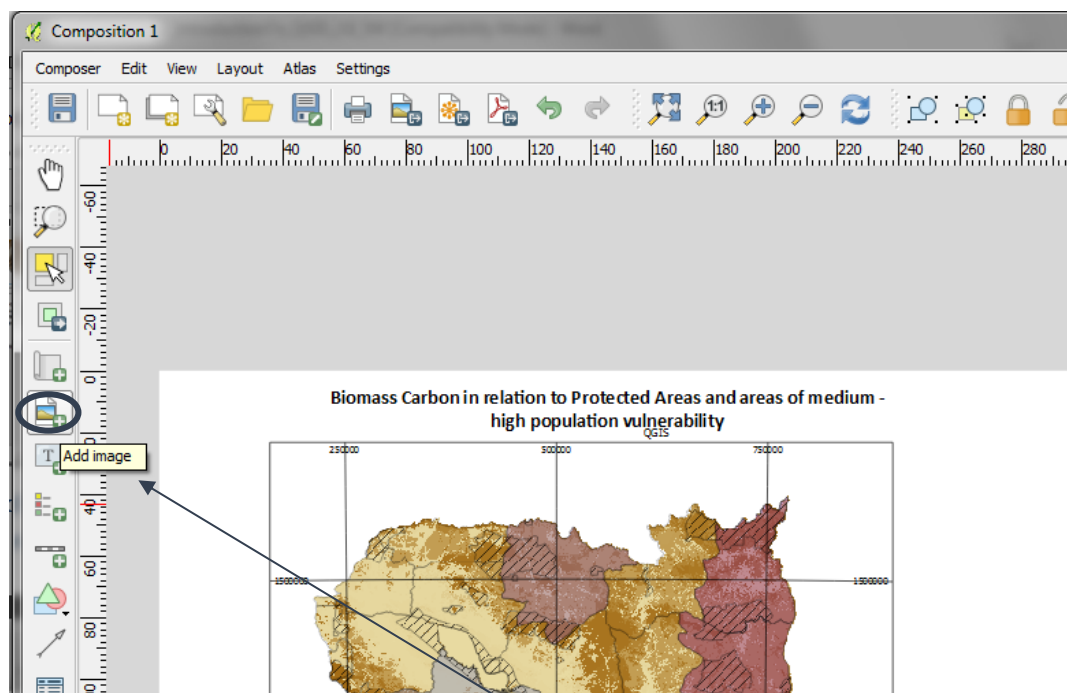 Composition 1
Composer Edit View Layout Atlas Settings
1:1
0 20 40 60 80 100 120 140 160 180 200 220 240 260 280
-60
-40
-20
0
Biomass Carbon in relation to Protected Areas and areas of medium -
high population vulnerability
QGIS
250000 500000 750000
T
Add image
40
60
1500000 1500000
80